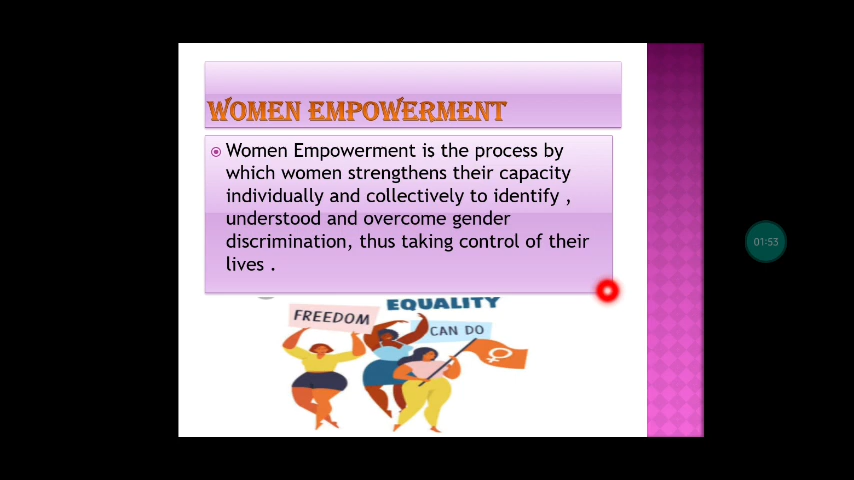 WOMEN EMPOWERMENT
Women Empowerment is the process by
which women strengthens their capacity
individually and collectively to identify ,
understood and overcome gender
discrimination, thus taking control of their
lives .
EQUALITY
FREEDOM
CAN DO
01:53